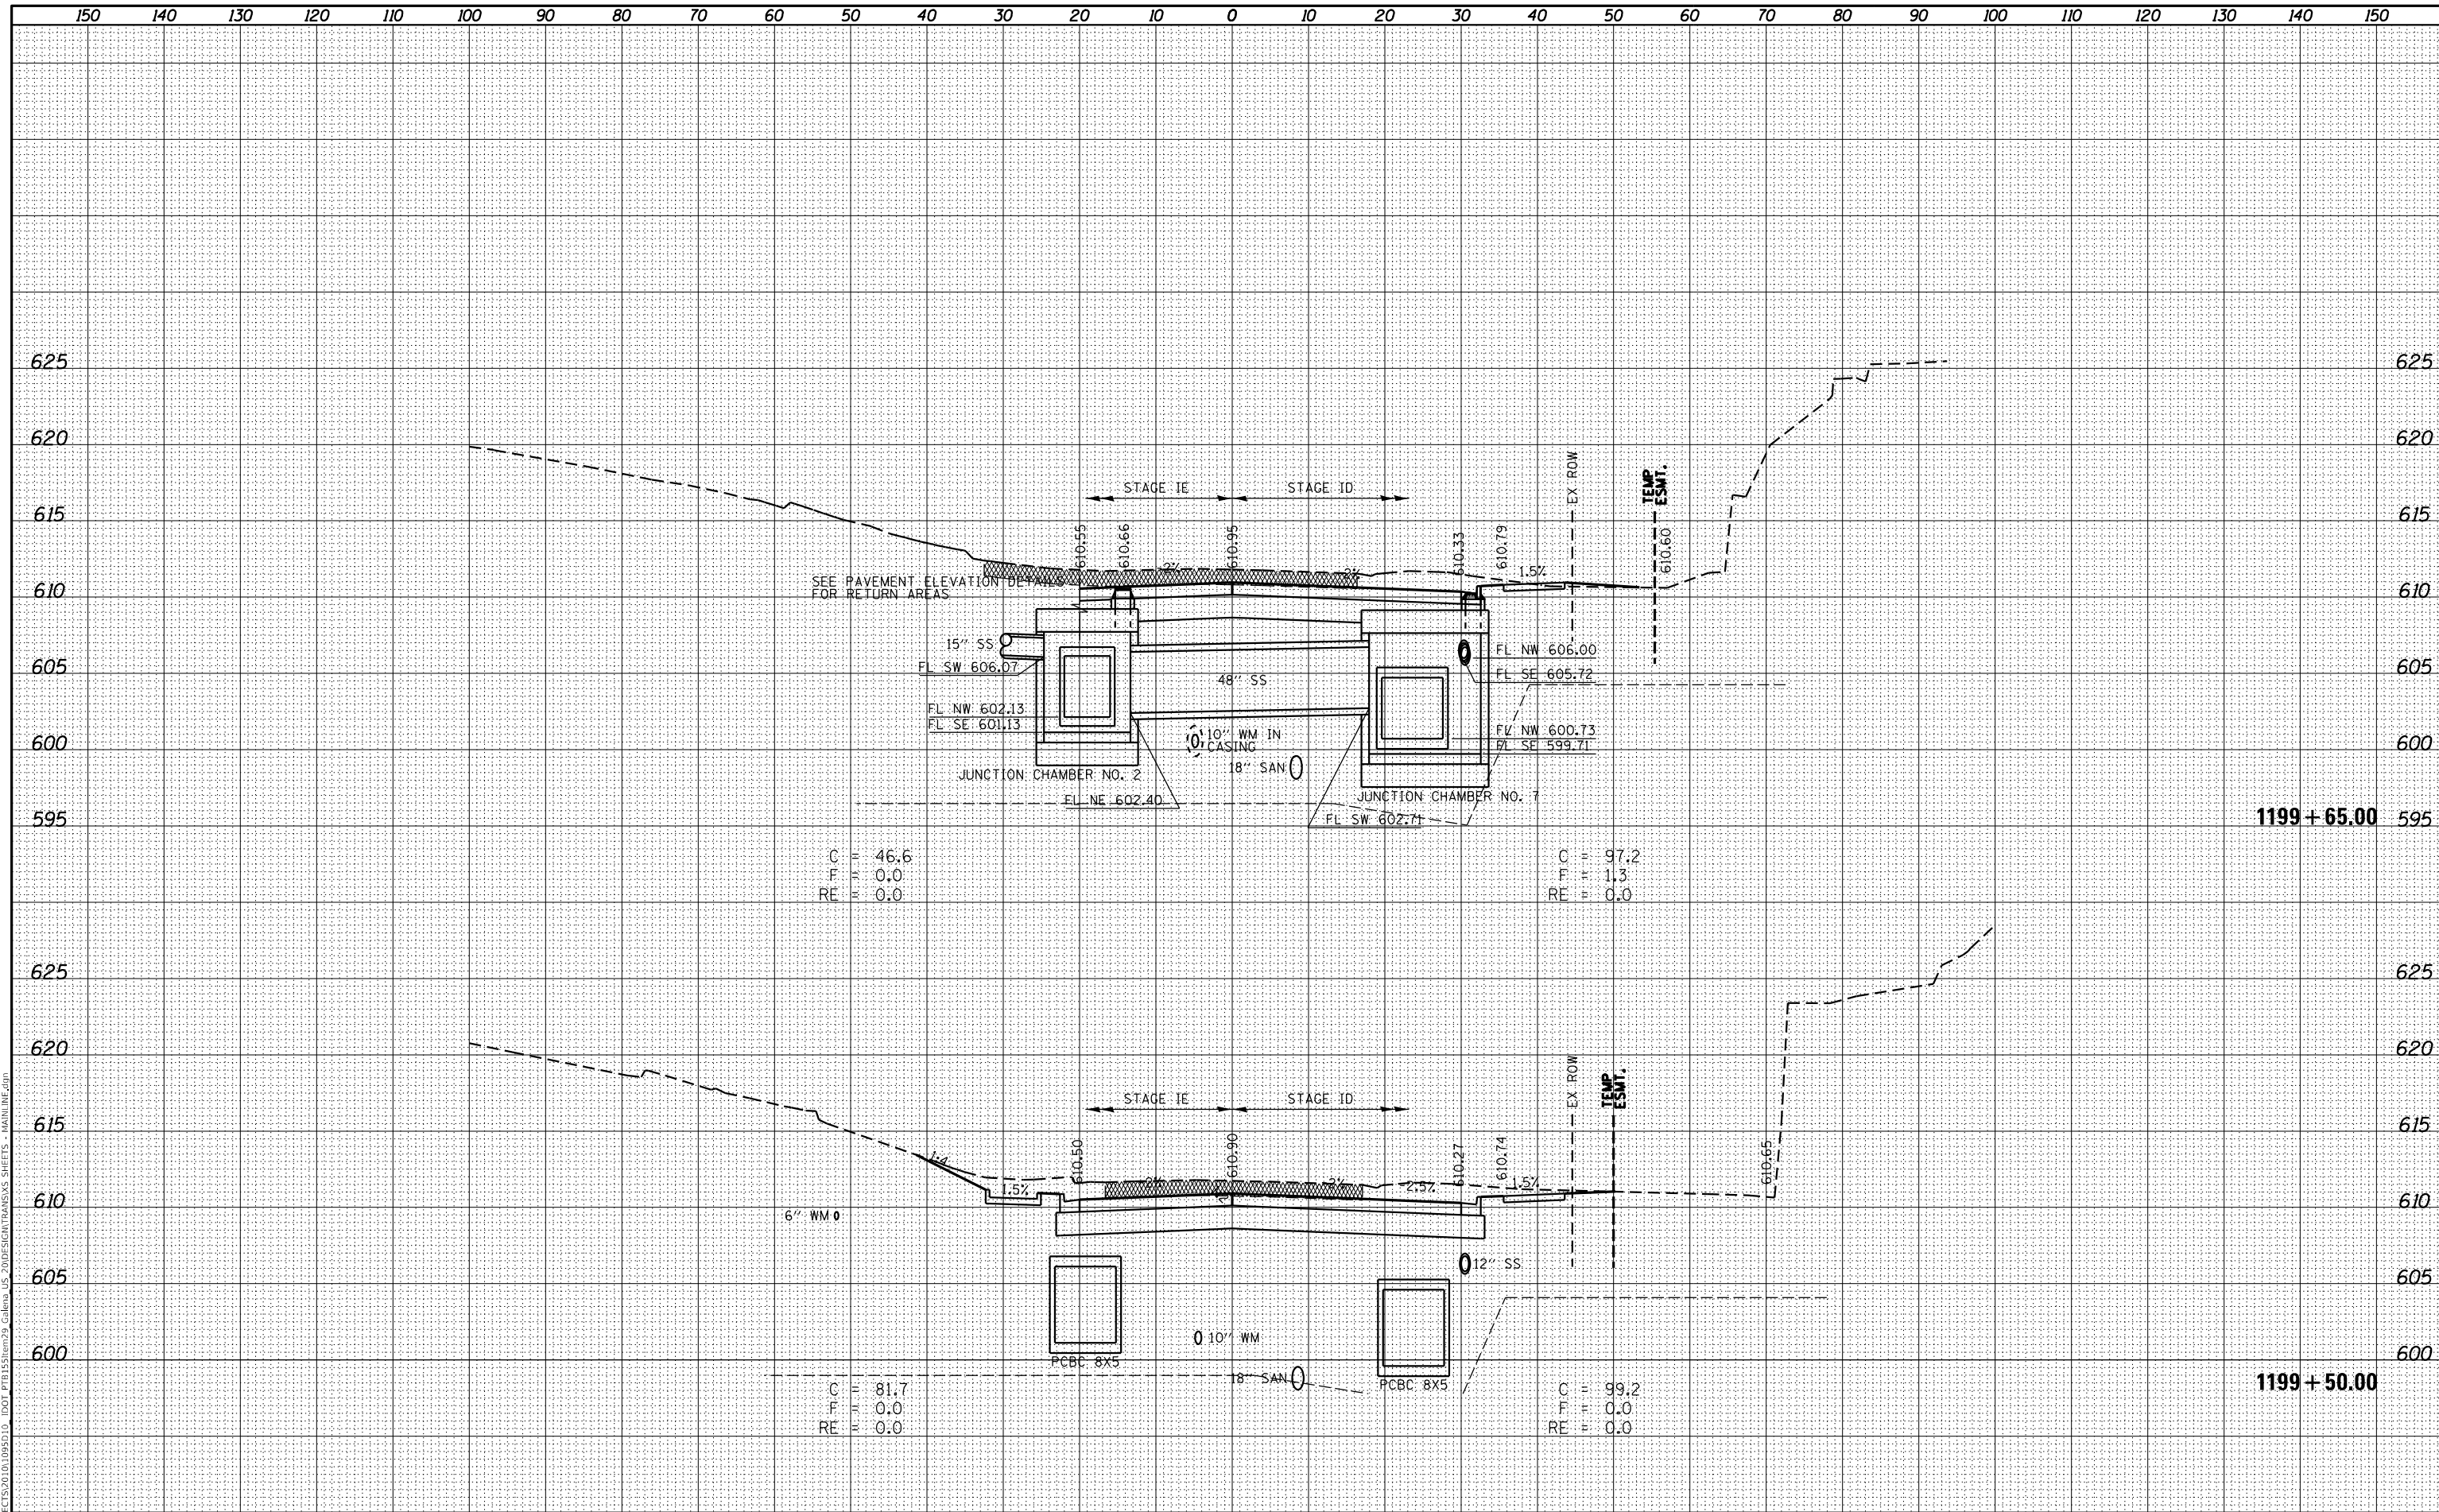 150 140 130 120 110 100 90 80 70 60 50 40 30 20 10 0 10 20 30 40 50 60 70 80 90 100 110 120 130 140 150
625 625
620 620
EX ROW
TEMP
ESMT.
STAGE IE STAGE ID
615 615
610.55 610.66 610.95 610.33 610.79 610.60
2% 2% 1.5%
SEE PAVEMENT ELEVATION DETAILS
FOR RETURN AREAS
610 610
15" SS
FL NW 606.00
FL SW 606.07
605 605
FL SE 605.72
48" SS
FL NW 602.13
FL SE 601.13
10" WM IN
CASING
FL NW 600.73
FL SE 599.71
600 600
18" SAN
JUNCTION CHAMBER NO. 2
FL NE 602.40
JUNCTION CHAMBER NO. 7
FL SW 602.71
1199+65.00
595 595
C = 46.6
F = 0.0
RE = 0.0
C = 97.2
F = 1.3
RE = 0.0
625 625
620 620
EX ROW
TEMP
ESMT.
STAGE IE STAGE ID
615 615
610.50 610.90 610.27 610.74 610.65
1:4
1.5% 2% 2% -2.5% 1.5%
610 610
6" WM
605 605
12" SS
10" WM
600 600
PCBC 8X5
18" SAN
PCBC 8X5
1199+50.00
C = 81.7
F = 0.0
RE = 0.0
C = 99.2
F = 0.0
RE = 0.0